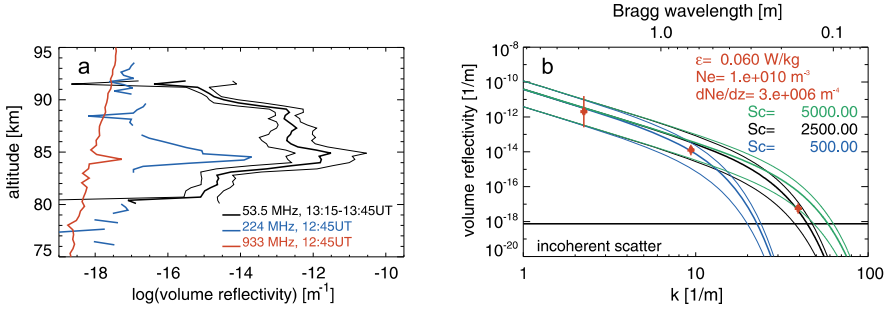 a
95
90
85
80
75
altitude [km]
-18
-16
-14
-12
-10
log(volume reflectivity) [m-1]
53.5 MHz, 13:15-13:45UT
224 MHz, 12:45UT
933 MHz, 12:45UT
Bragg wavelength [m]
1.0
0.1
b
ε= 0.060 W/kg
Ne= 1.e+010 m-3
dNe/dz= 3.e+006 m-4
Sc= 5000.00
Sc= 2500.00
Sc= 500.00
10-8
10-10
10-12
10-14
10-16
10-18
10-20
volume reflectivity [1/m]
incoherent scatter
1
10
100
k [1/m]